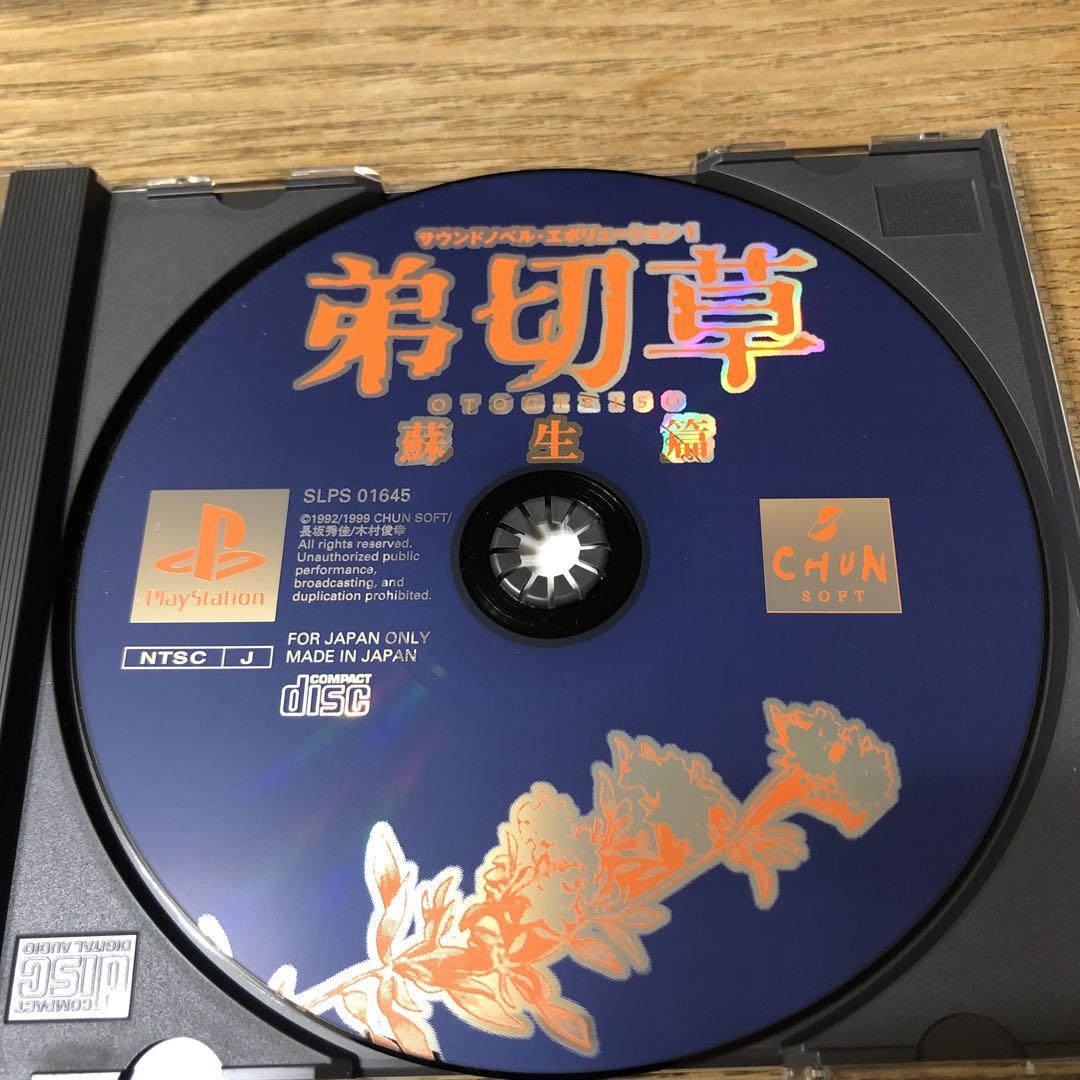 サウンドノベル・エボリューション1
弟切草
OTOGIRISO
蘇生篇
PlayStation
SLPS 01645
©1992/1999 CHUN SOFT/
長坂秀佳/木村俊幸
All rights reserved.
Unauthorized public
performance,
broadcasting, and
duplication prohibited.
CHUN
SOFT
NTSC J
FOR JAPAN ONLY
MADE IN JAPAN
COMPACT
disc
COMPACT
disc
DIGITAL AUDIO